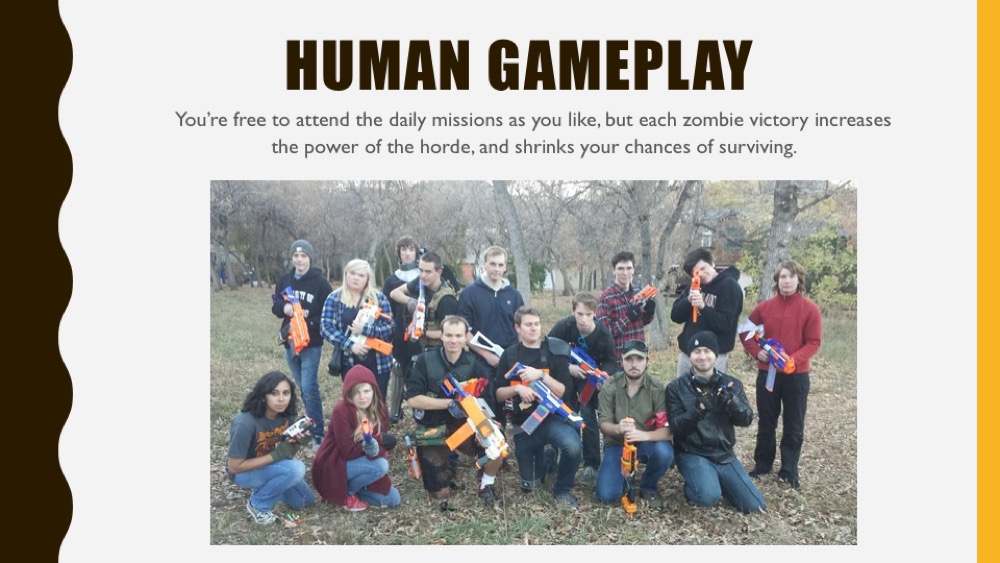 HUMAN GAMEPLAY
You're free to attend the daily missions as you like, but each zombie victory increases
the power of the horde, and shrinks your chances of surviving.